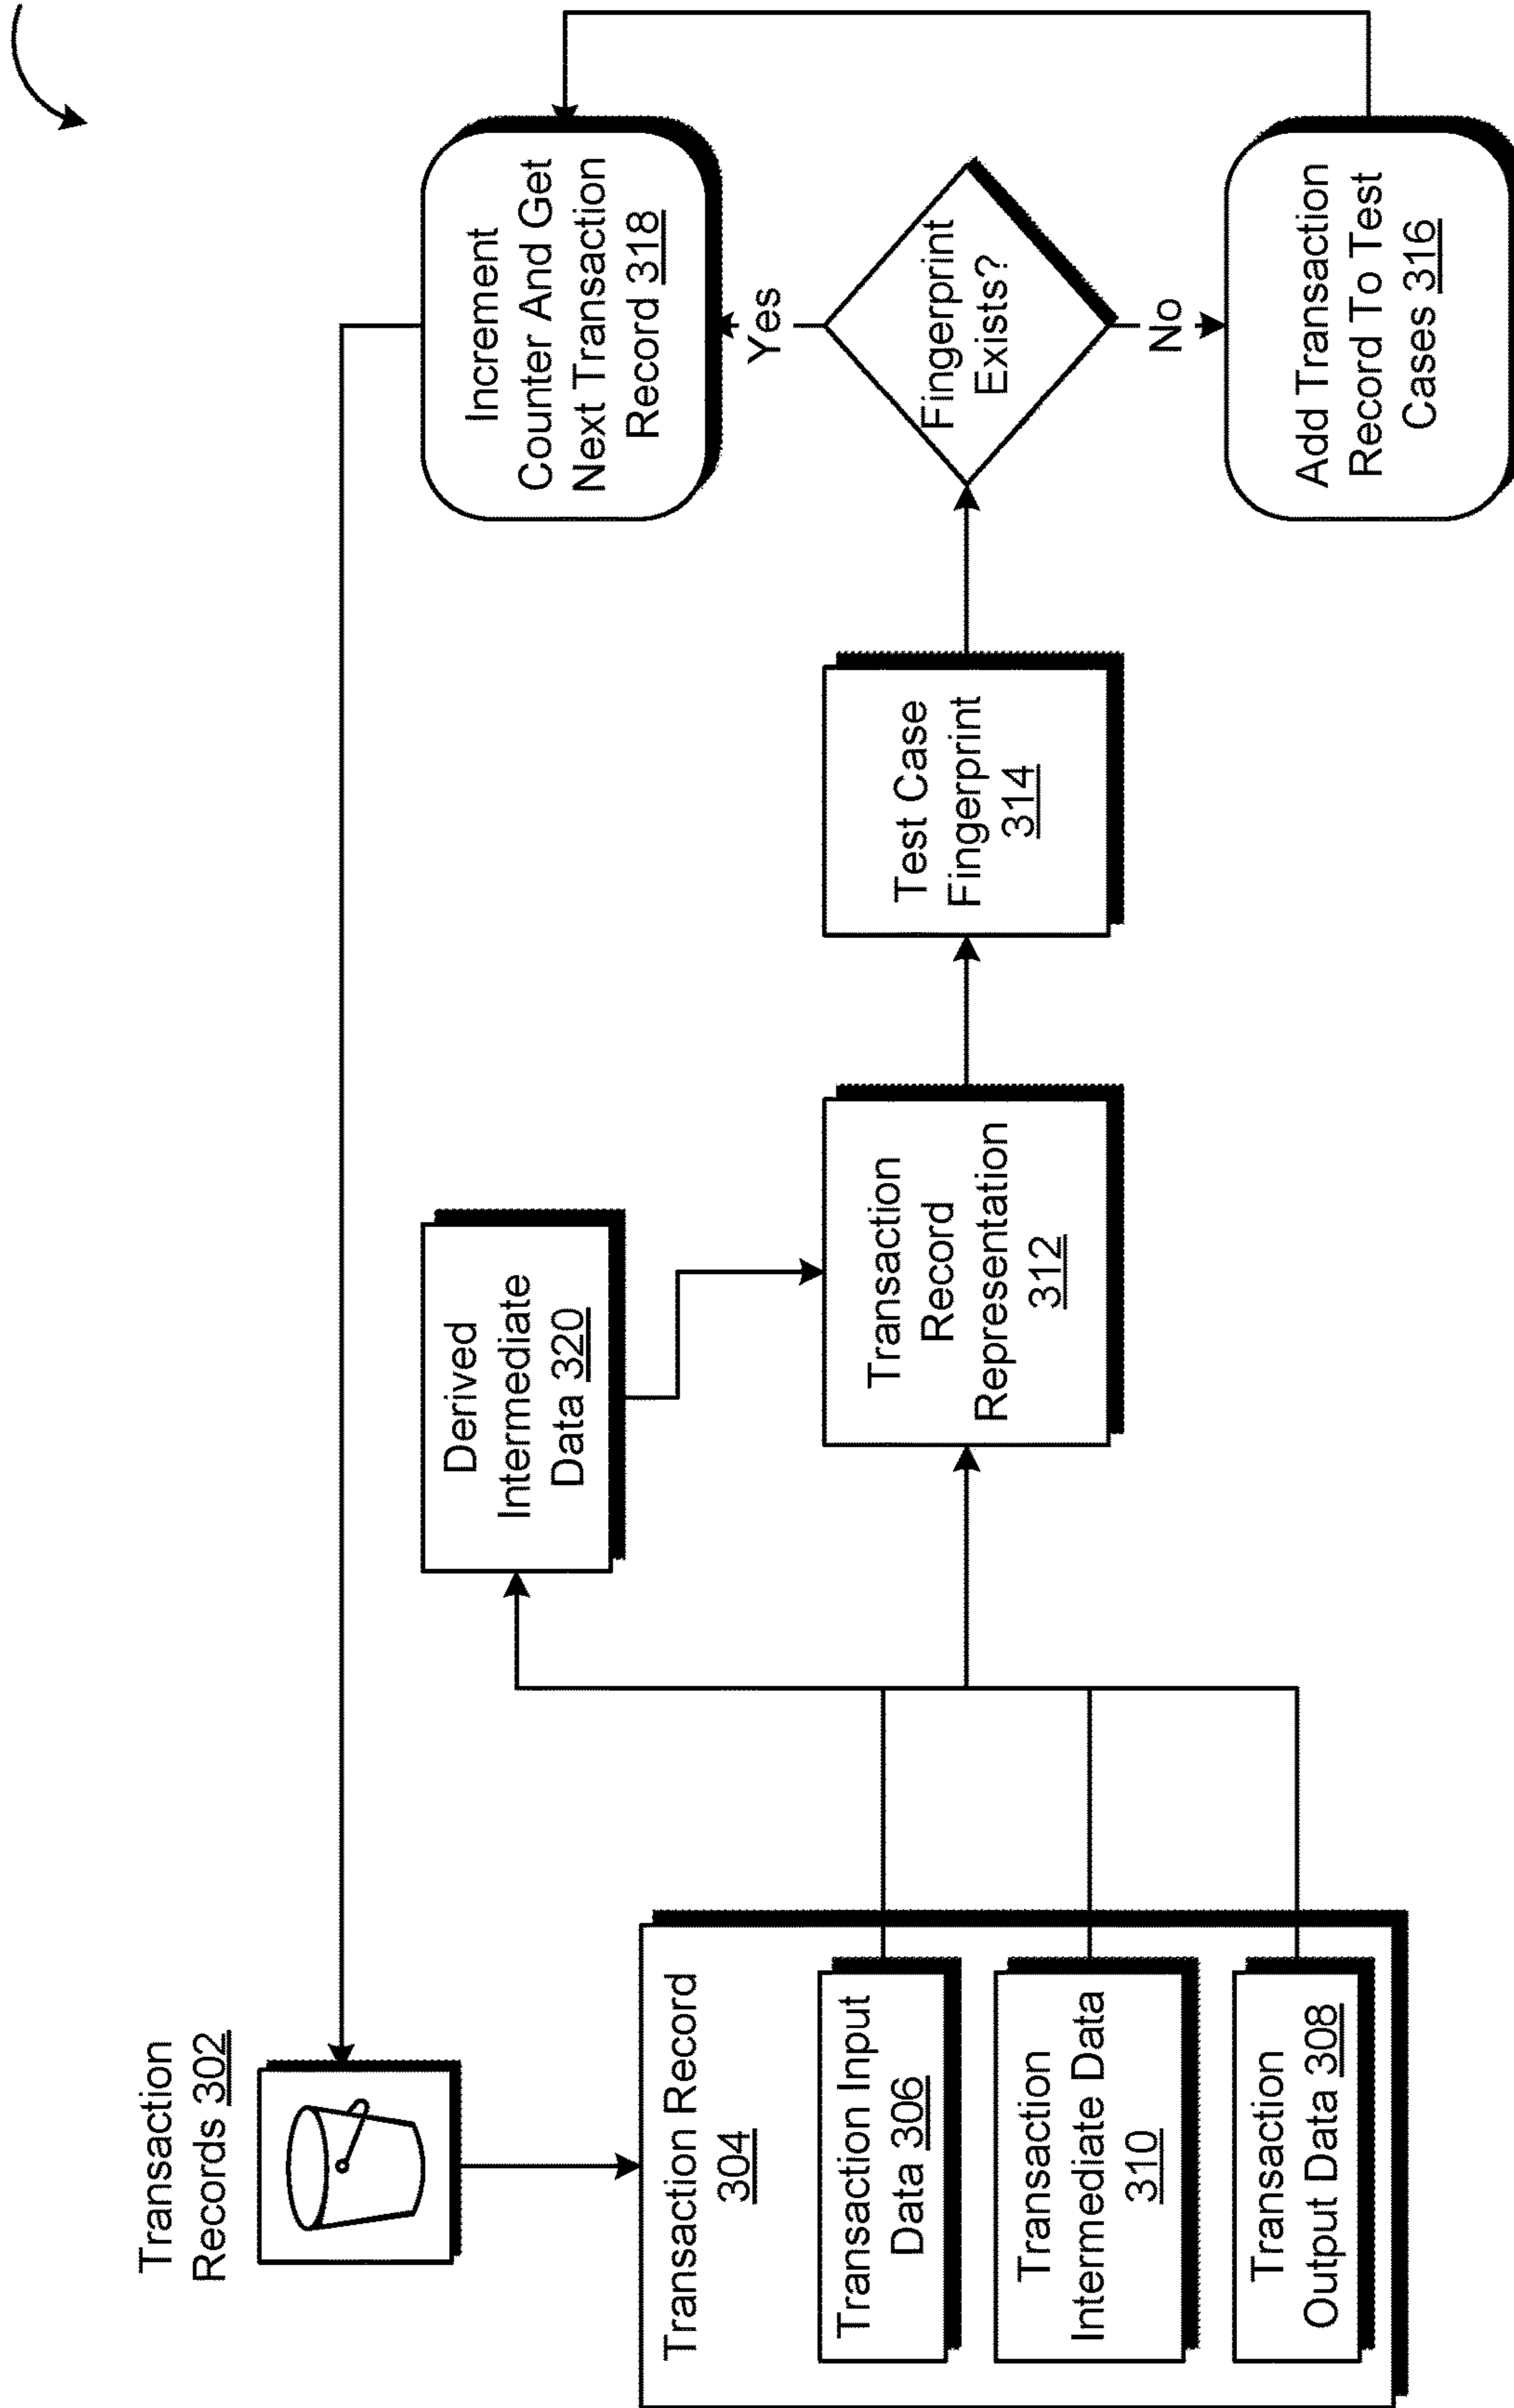 Transaction
Records 302
Transaction Record
304
Transaction Input
Data 306
Transaction
Intermediate Data
310
Transaction
Output Data 308
Derived
Intermediate
Data 320
Transaction
Record
Representation
312
Test Case
Fingerprint
314
Fingerprint
Exists?
Yes
No
Increment
Counter And Get
Next Transaction
Record 318
Add Transaction
Record To Test
Cases 316